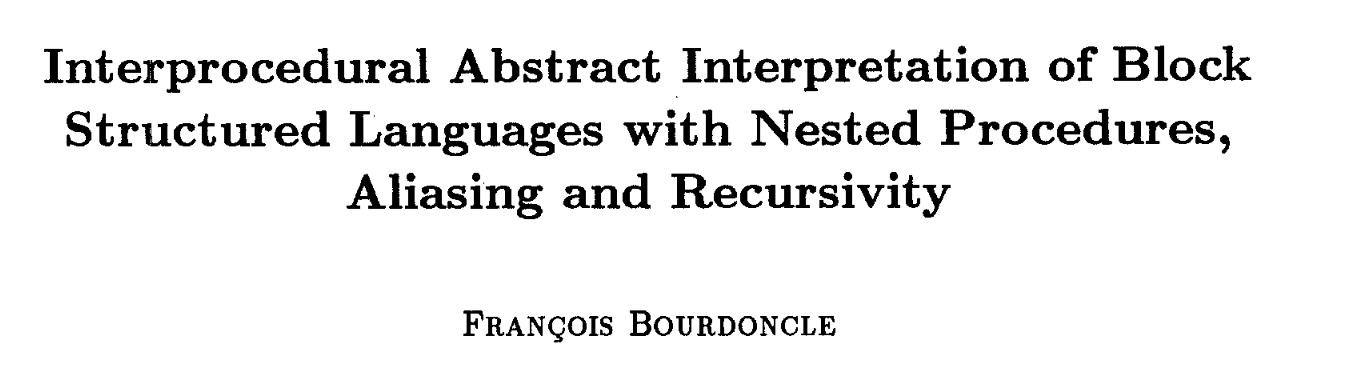 Interprocedural Abstract Interpretation of Block
Structured Languages with Nested Procedures,
Aliasing and Recursivity
FRANÇOIS BOURDONCLE